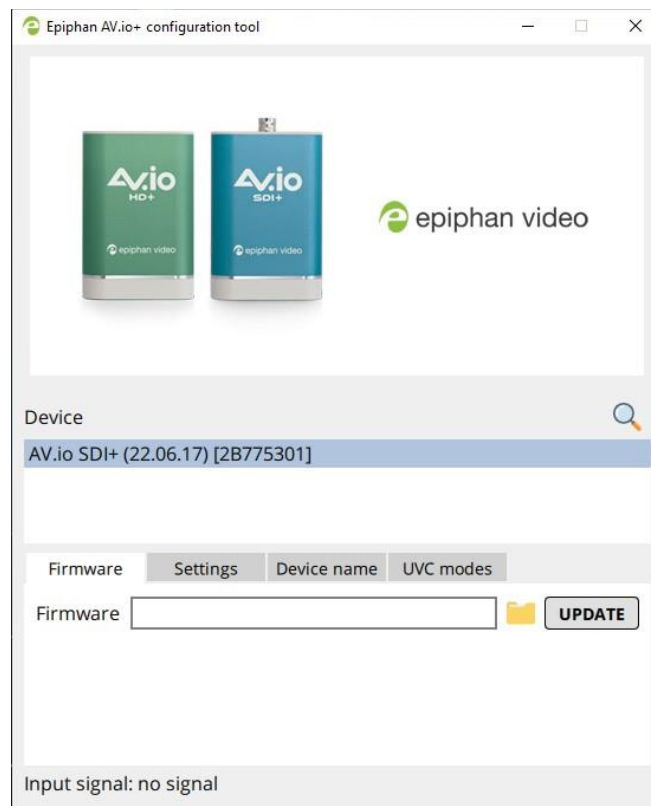 Epiphan AV.io+ configuration tool
AV.io AV.io
HD+ SDI+
epiphan video epiphan video
epiphan video
Device
AV.io SDI+ (22.06.17) [2B775301]
Firmware Settings Device name UVC modes
Firmware UPDATE
Input signal: no signal